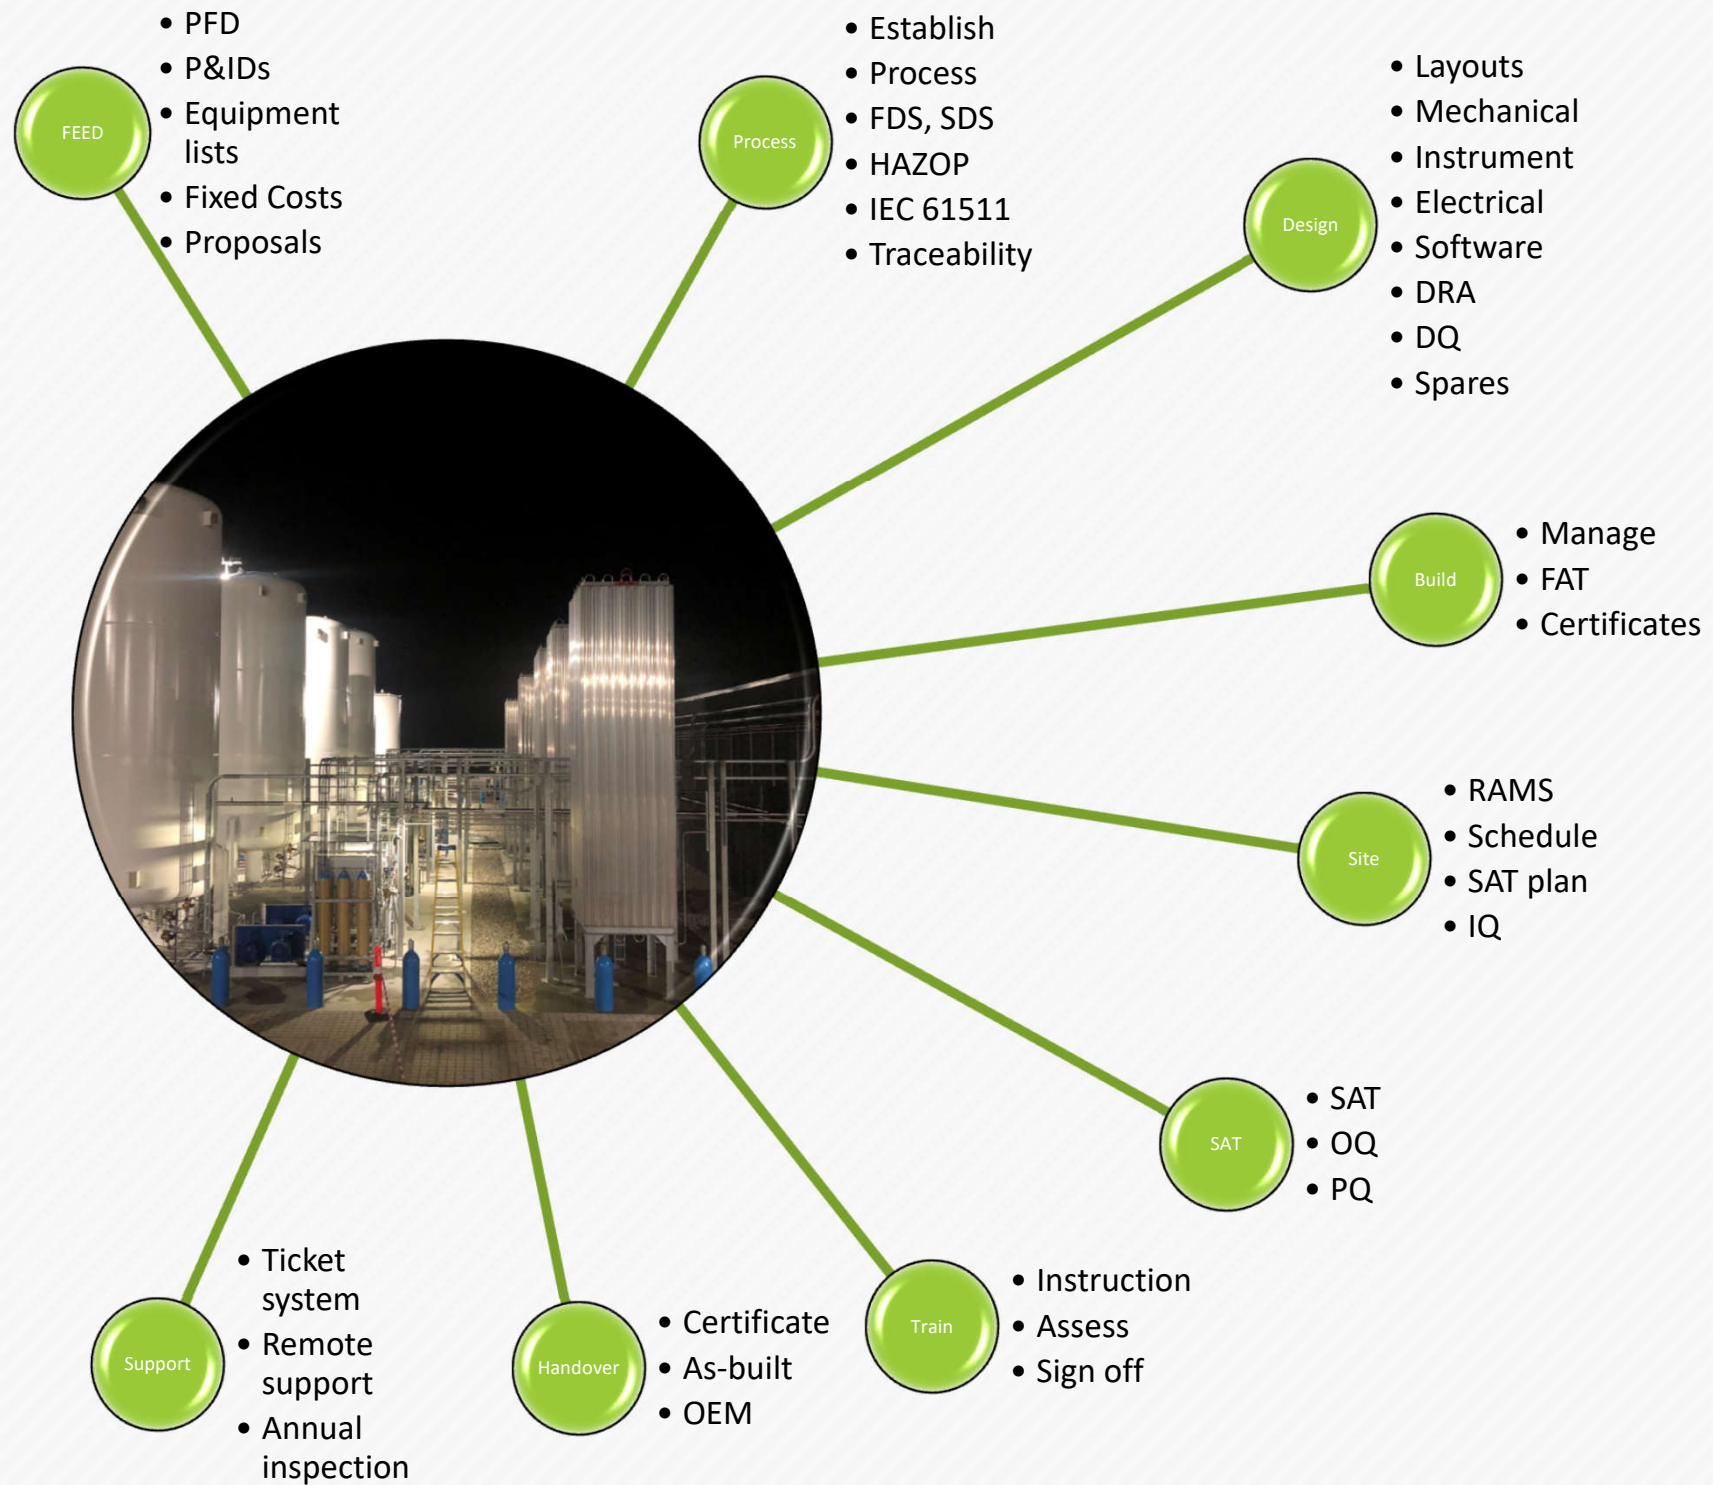 FEED
• PFD
• P&IDs
• Equipment
lists
• Fixed Costs
• Proposals
Process
• Establish
• Process
• FDS, SDS
• HAZOP
• IEC 61511
• Traceability
Design
• Layouts
• Mechanical
• Instrument
• Electrical
• Software
• DRA
• DQ
• Spares
Build
• Manage
• FAT
• Certificates
Site
• RAMS
• Schedule
• SAT plan
• IQ
SAT
• SAT
• OQ
• PQ
Train
• Instruction
• Assess
• Sign off
Handover
• Certificate
• As-built
• OEM
Support
• Ticket
system
• Remote
support
• Annual
inspection